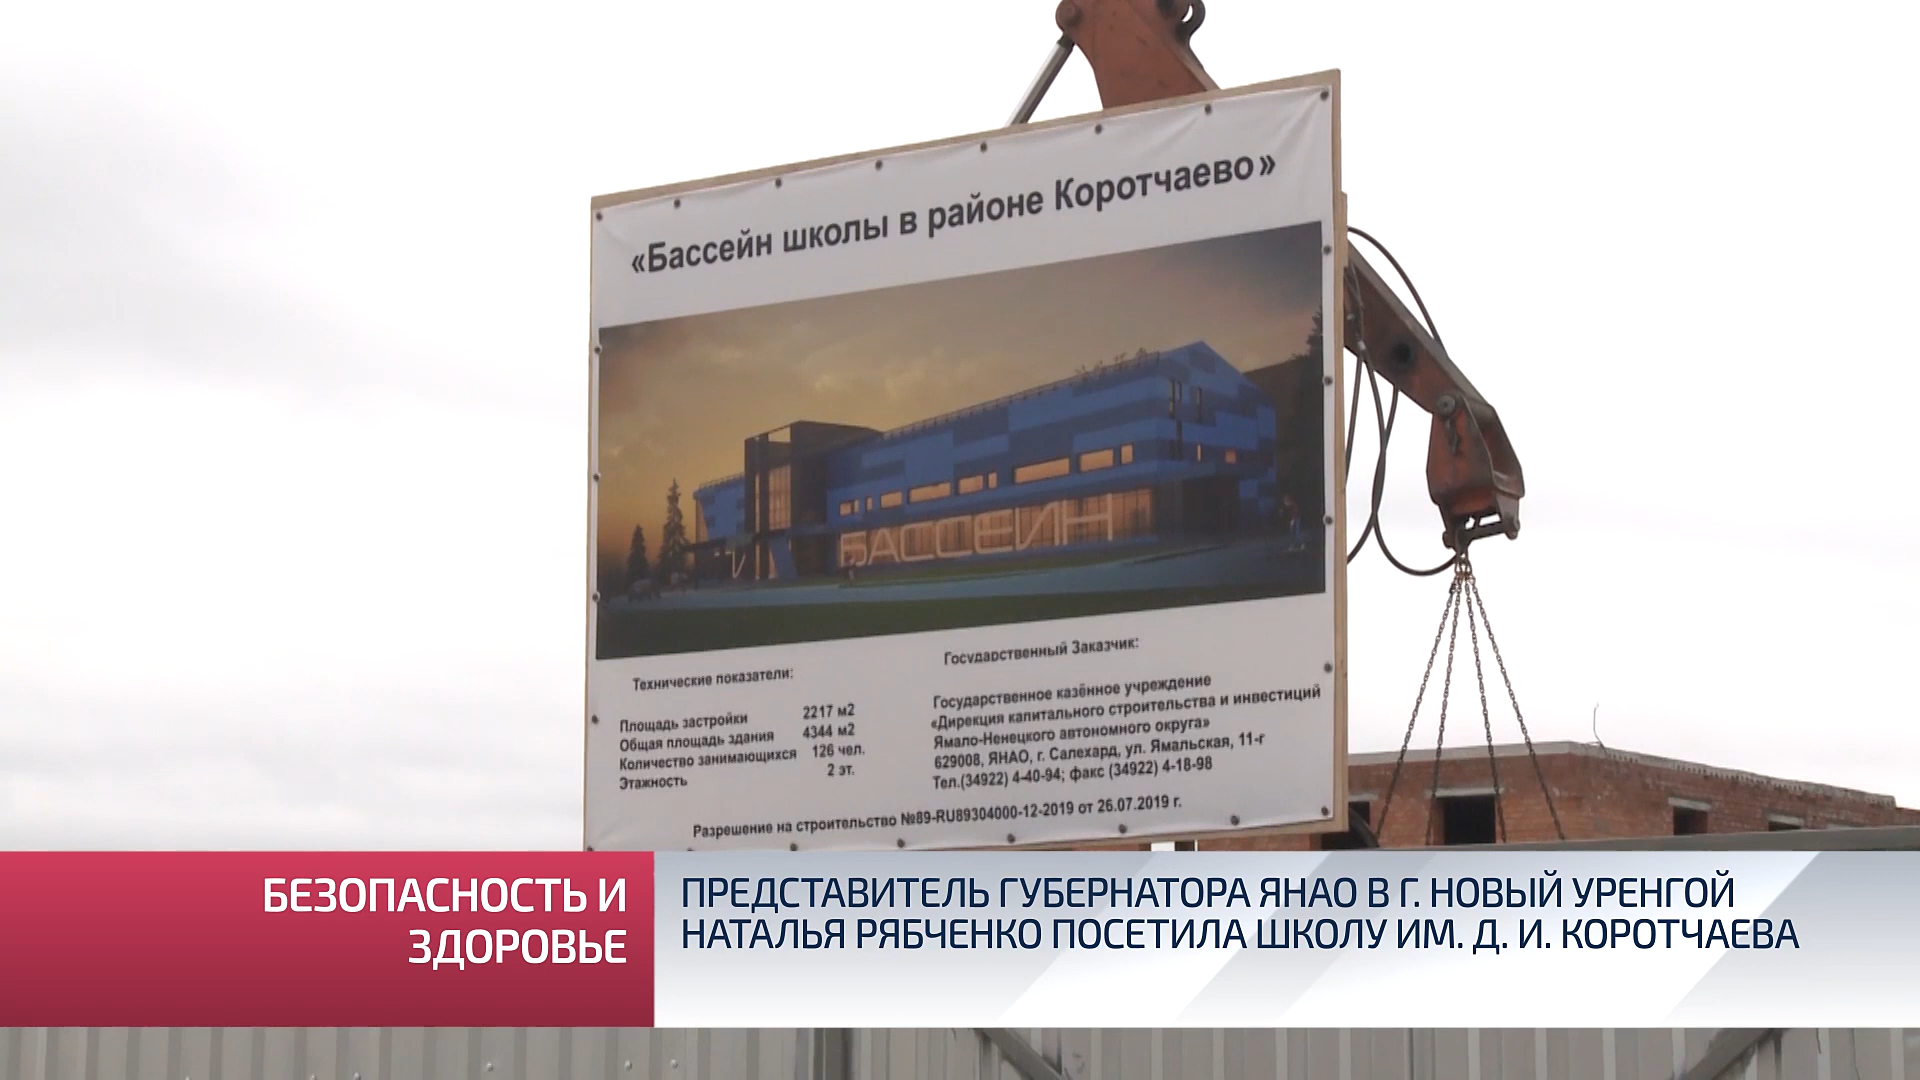 «Бассейн школы в районе Коротчаево»
БАССЕЙН
Технические показатели:
Площадь застройки 2217 м2
Общая площадь здания 4344 м2
Количество занимающихся 126 чел.
Этажность 2 эт.
Государственный Заказчик:
Государственное казённое учреждение
«Дирекция капитального строительства и инвестиций
Ямало-Ненецкого автономного округа»
629008, ЯНАО, г. Салехард, ул. Ямальская, 11-г
Тел.(34922) 4-40-94; факс (34922) 4-18-98
Разрешение на строительство №89-RU89304000-12-2019 от 26.07.2019 г.
БЕЗОПАСНОСТЬ И
ЗДОРОВЬЕ
ПРЕДСТАВИТЕЛЬ ГУБЕРНАТОРА ЯНАО В Г. НОВЫЙ УРЕНГОЙ
НАТАЛЬЯ РЯБЧЕНКО ПОСЕТИЛА ШКОЛУ ИМ. Д. И. КОРОТЧАЕВА